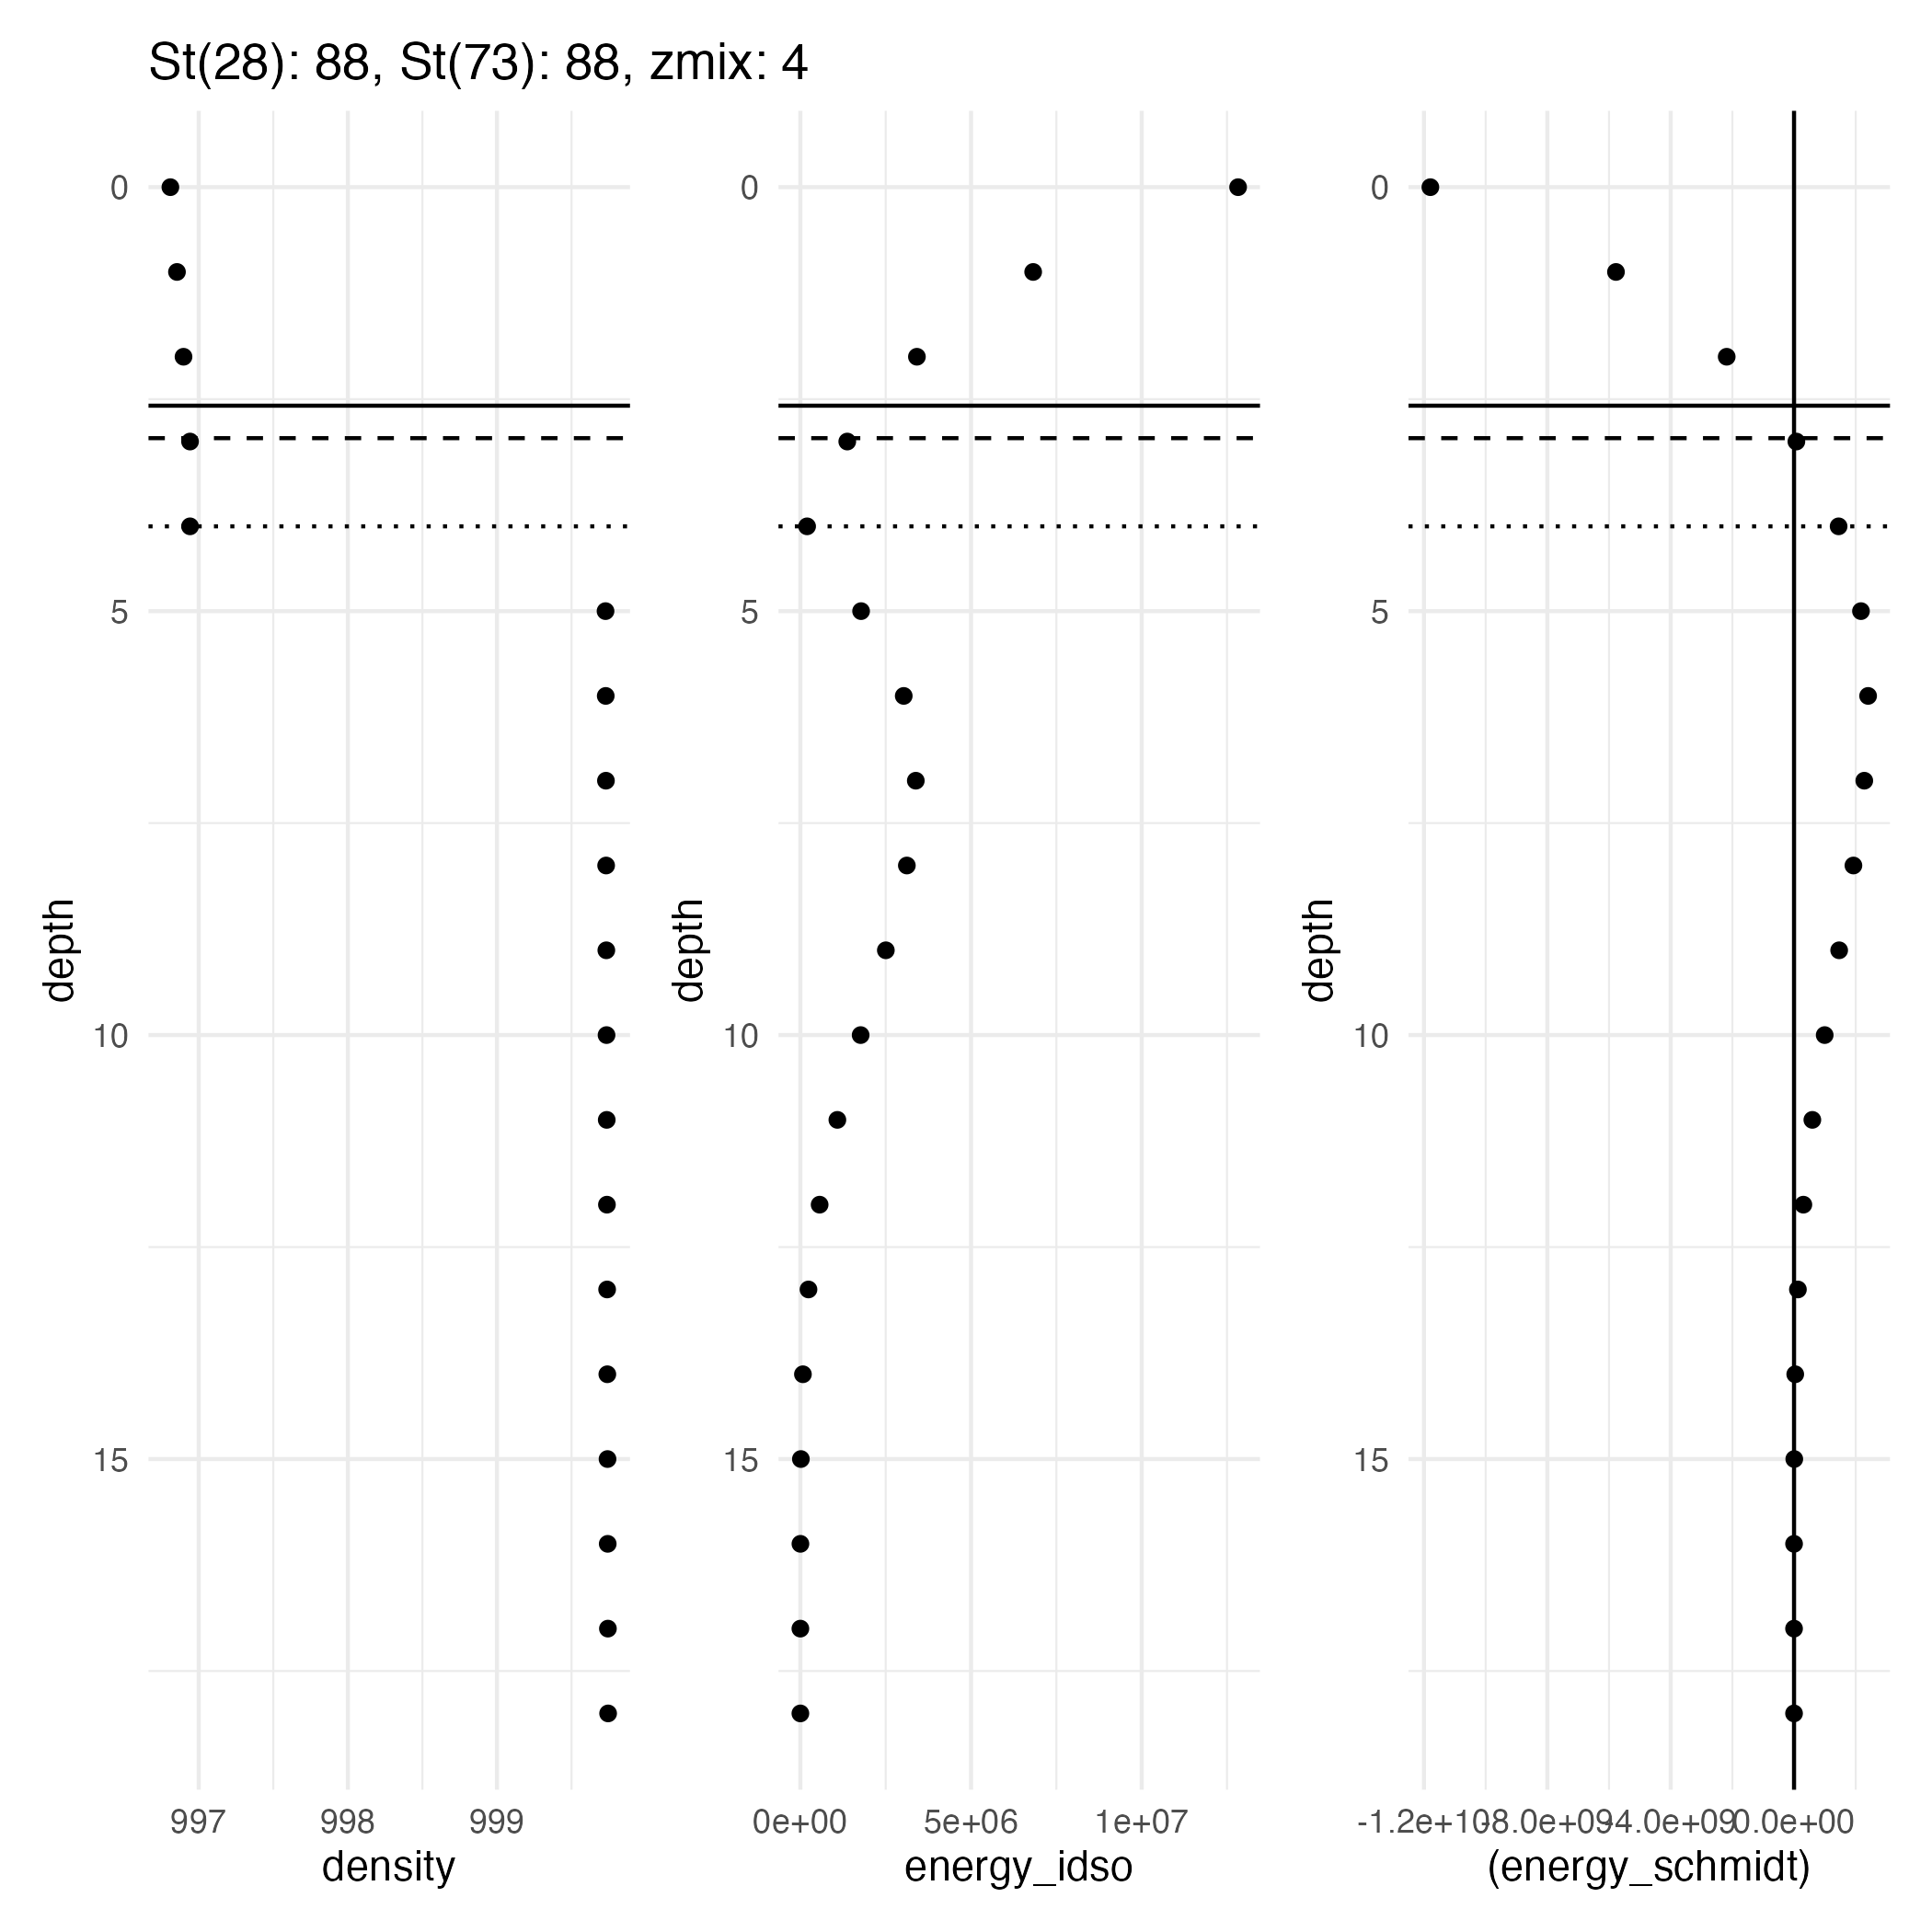 St(28): 88, St(73): 88, zmix: 4
0
5
10
15
depth
997 998 999
density
0
5
10
15
depth
0e+00 5e+06 1e+07
energy_idso
0
5
10
15
depth
-1.2e+10 -8.0e+09 -4.0e+09 0.0e+00
(energy_schmidt)